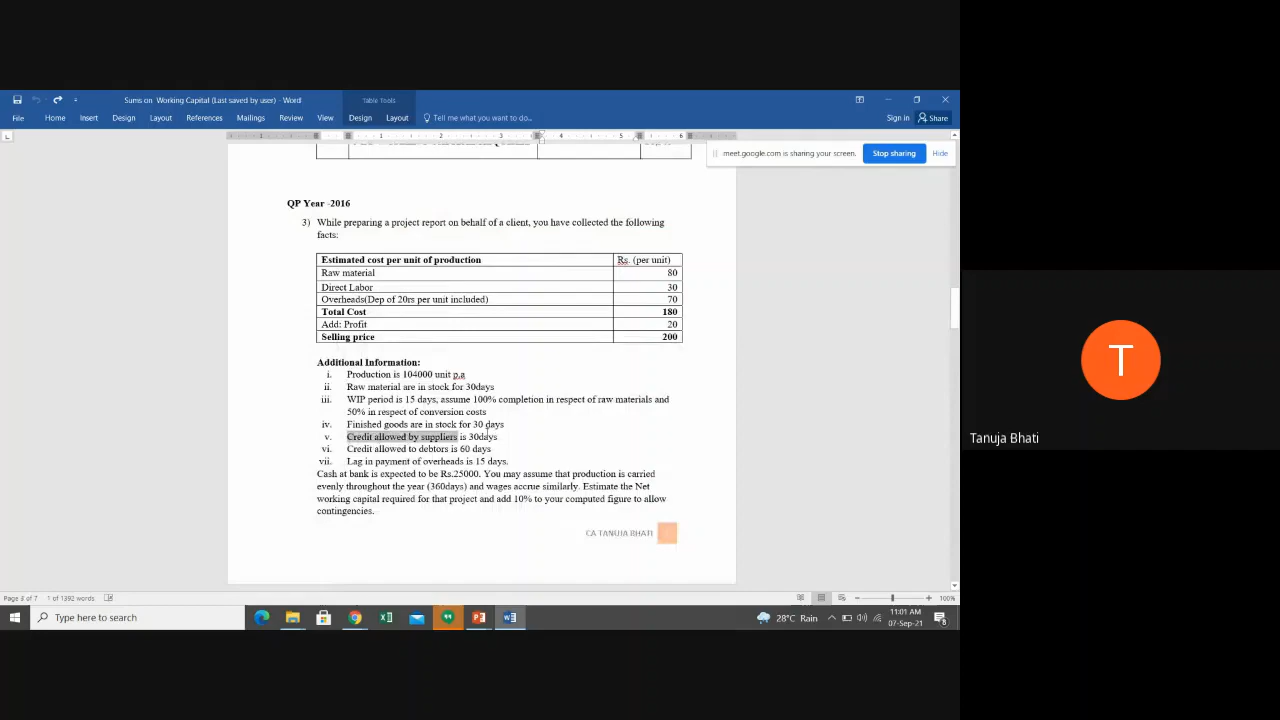 Sums on Working Capital (Last saved by user) - Word
Table Tools
File Home Insert Design Layout References Mailings Review View Design Layout Tell me what you want to do... Sign in Share
meet.google.com is sharing your screen. Stop sharing Hide
QP Year -2016
3) While preparing a project report on behalf of a client, you have collected the following
facts:
Estimated cost per unit of production Rs. (per unit)
Raw material 80
Direct Labor 30
Overheads(Dep of 20rs per unit included) 70
Total Cost 180
Add: Profit 20
Selling price 200
Additional Information:
i. Production is 104000 unit p.a
ii. Raw material are in stock for 30days
iii. WIP period is 15 days, assume 100% completion in respect of raw materials and
50% in respect of conversion costs
iv. Finished goods are in stock for 30 days
v. Credit allowed by suppliers is 30days
vi. Credit allowed to debtors is 60 days
vii. Lag in payment of overheads is 15 days.
Cash at bank is expected to be Rs.25000. You may assume that production is carried
evenly throughout the year (360days) and wages accrue similarly. Estimate the Net
working capital required for that project and add 10% to your computed figure to allow
contingencies.
CA TANUJA BHATI
Page 3 of 7 1 of 1392 words 100%
Type here to search
28°C Rain
11:01 AM
07-Sep-21
T
Tanuja Bhati